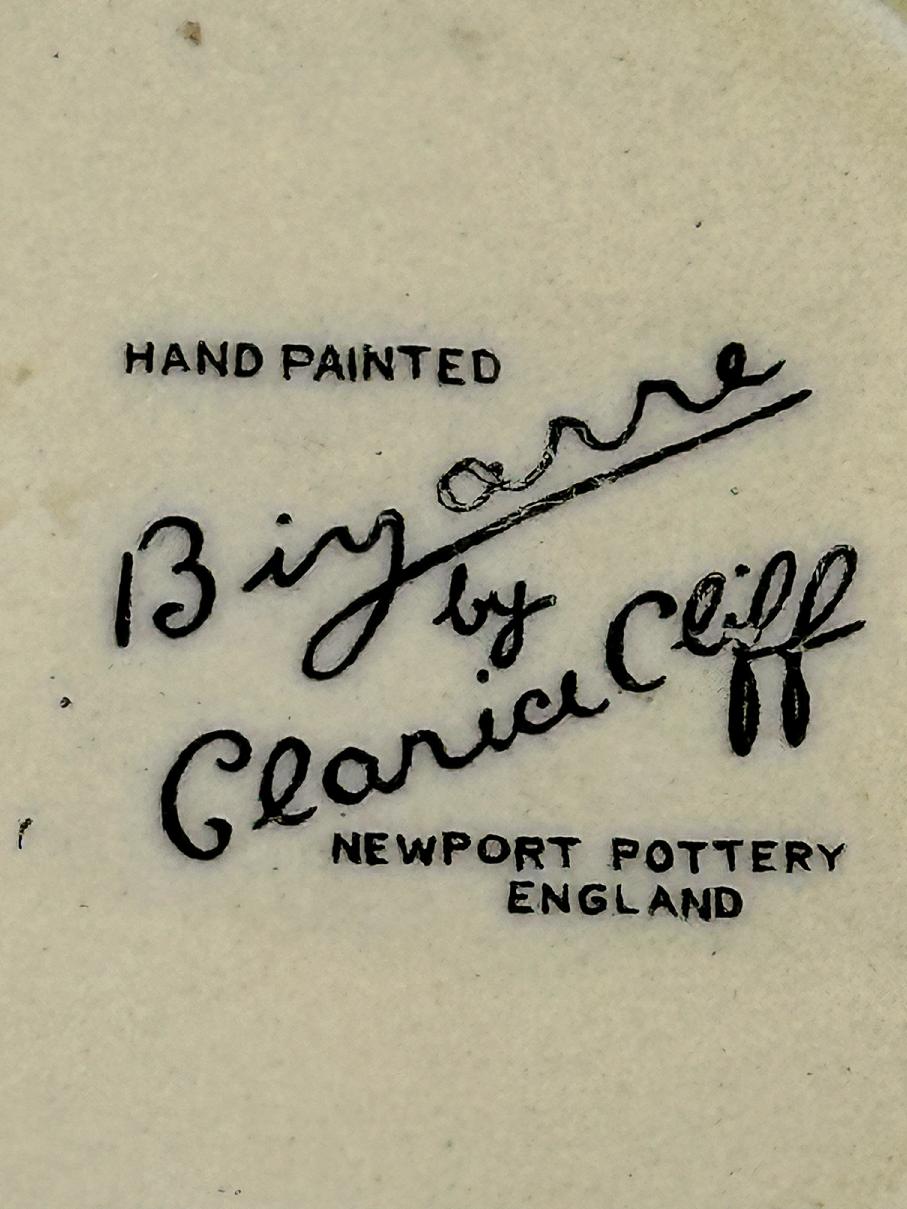 HAND PAINTED
Bizarre
by
Clarice Cliff
NEWPORT POTTERY
ENGLAND